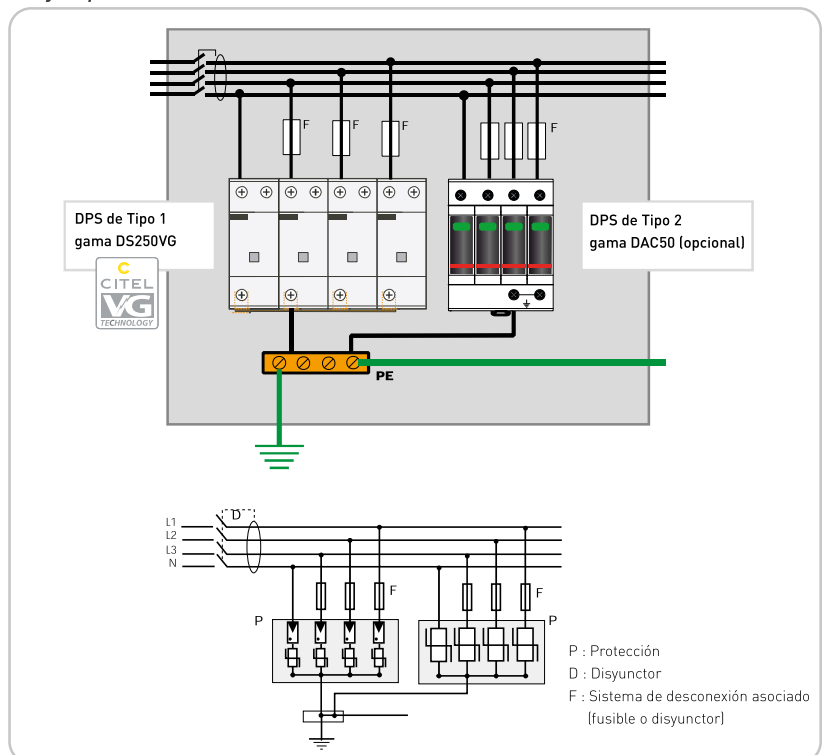 F
F
F
F
DPS de Tipo 1
gama DS250VG
C
CITEL
VG
TECHNOLOGY
DPS de Tipo 2
gama DAC50 (opcional)
PE
D
L1
L2
L3
N
F
F
P
P
P : Protección
D : Disyunctor
F : Sistema de desconexión asociado
(fusible o disyunctor)